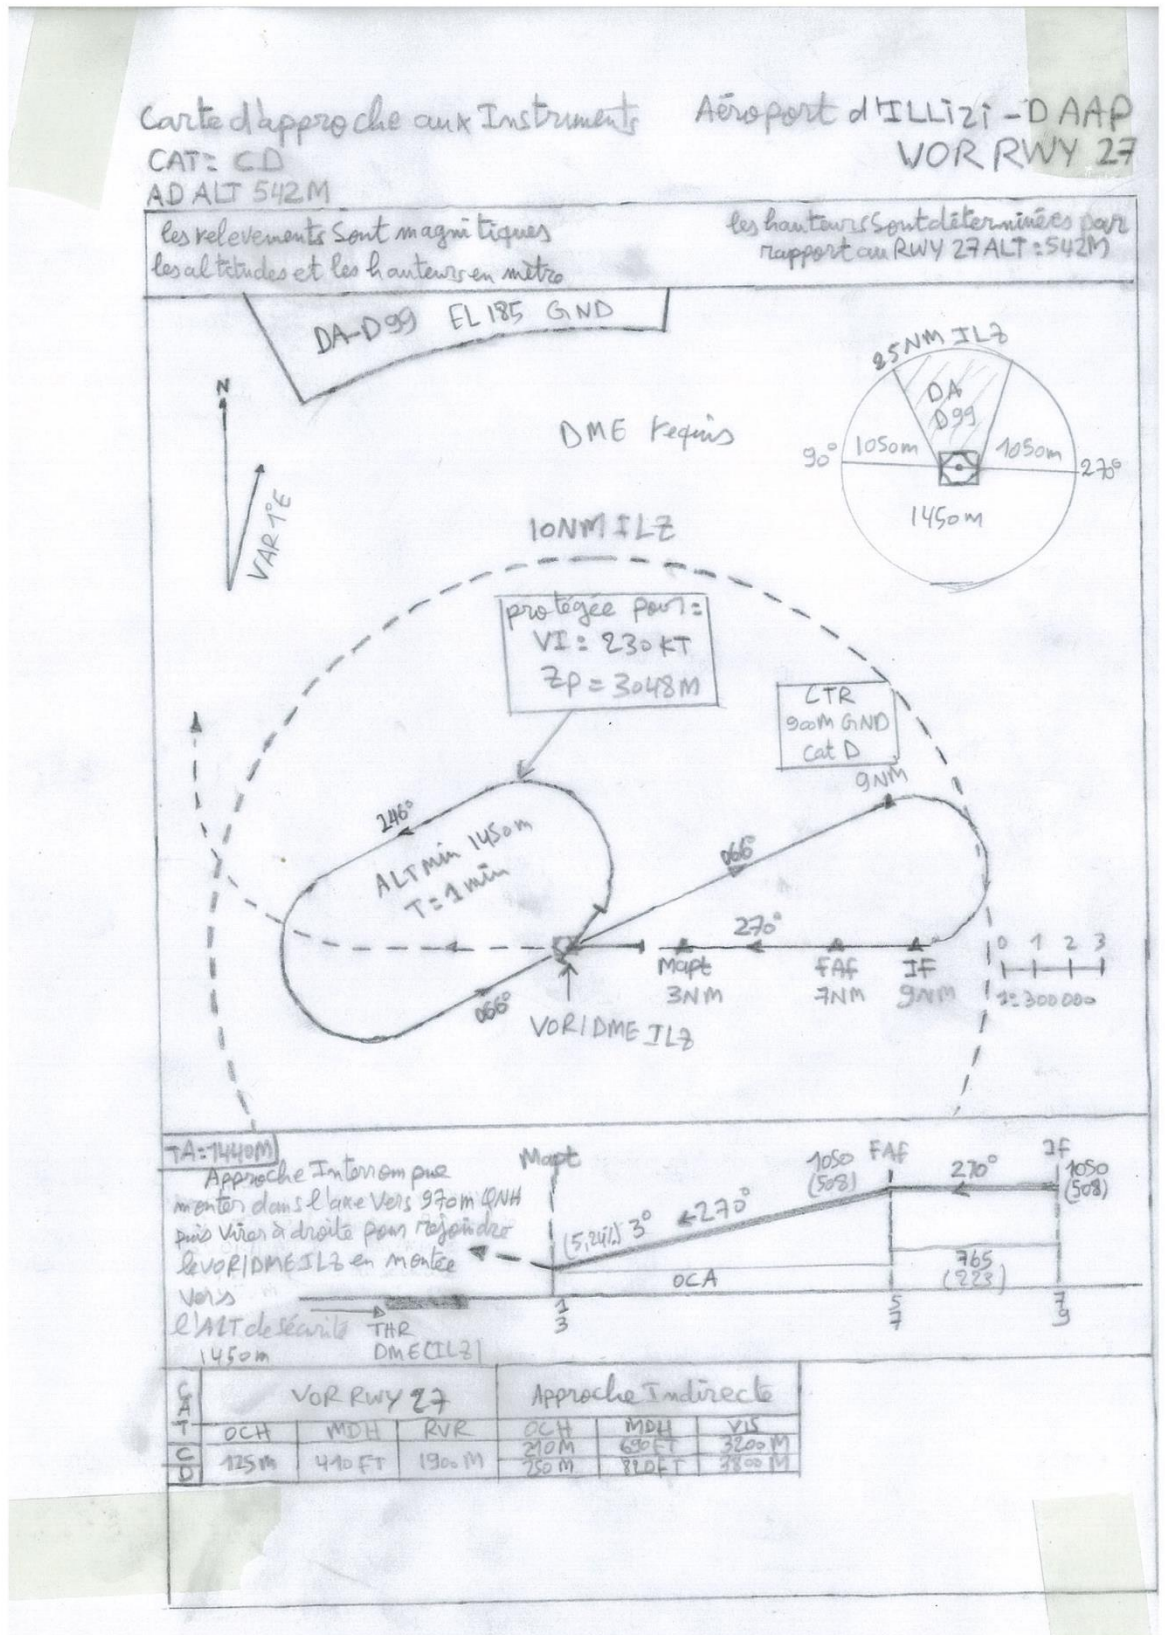 Carte d'approche aux Instruments
Aéroport d'ILLizi - DAAP
CAT: CD
VOR RWY 27
AD ALT 542M
les relevements Sont magnitiques
les altitudes et les hauteurs en mètre
les hauteurs Sont déterminées par
rapport au RWY 27 ALT: 542M
DA-D99 EL185 GND
N
VAR 1°E
DME requis
25NM ILZ
DA
D99
90°
1050m
1050m
270°
1450m
10NM ILZ
protégée pour:
VI: 230KT
Zp = 3048M
CTR
900m GND
Cat D
9NM
246°
ALT min 1450m
T= 1min
066°
066°
270°
Mapt
3NM
FAF
7NM
IF
9NM
0 1 2 3
1:300000
VOR/DME ILZ
TA=1440M
Approche Interrompue
monter dans l'axe vers 970m QNH
puis virer à droite pour rejoindre
le VOR/DME ILZ en montée
vers
l'ALT de sécurité
1450m
Mapt
1050
(508)
FAF
270°
IF
1050
(508)
(5,24%) 3°
270°
OCA
765
(223)
THR
DME(ILZ)
1
3
5
7
7
9
CAT
VOR RWY 27
Approche Indirecte
OCH MDH RVR OCH MDH VIS
C
D
125m 410FT 1900M
210M 690FT 3200M
250M 820FT 3800M